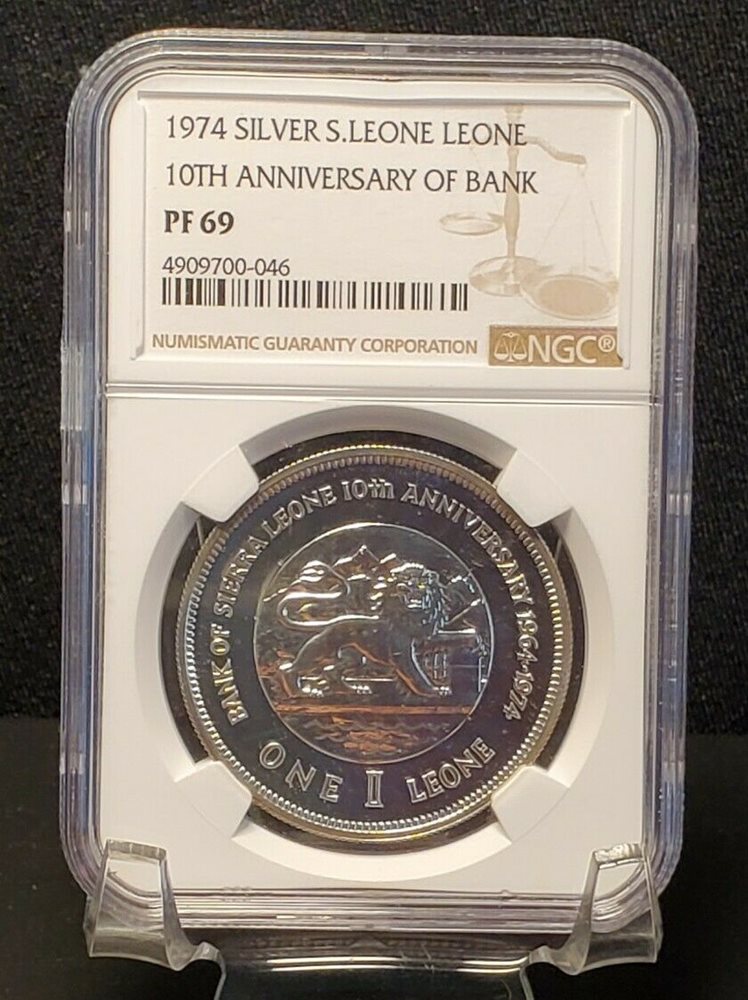 1974 SILVER S.LEONE LEONE
10TH ANNIVERSARY OF BANK
PF 69
4909700-046
NUMISMATIC GUARANTY CORPORATION
NGC®
BANK OF SIERRA LEONE 10th ANNIVERSARY 1964-1974
ONE 1 LEONE